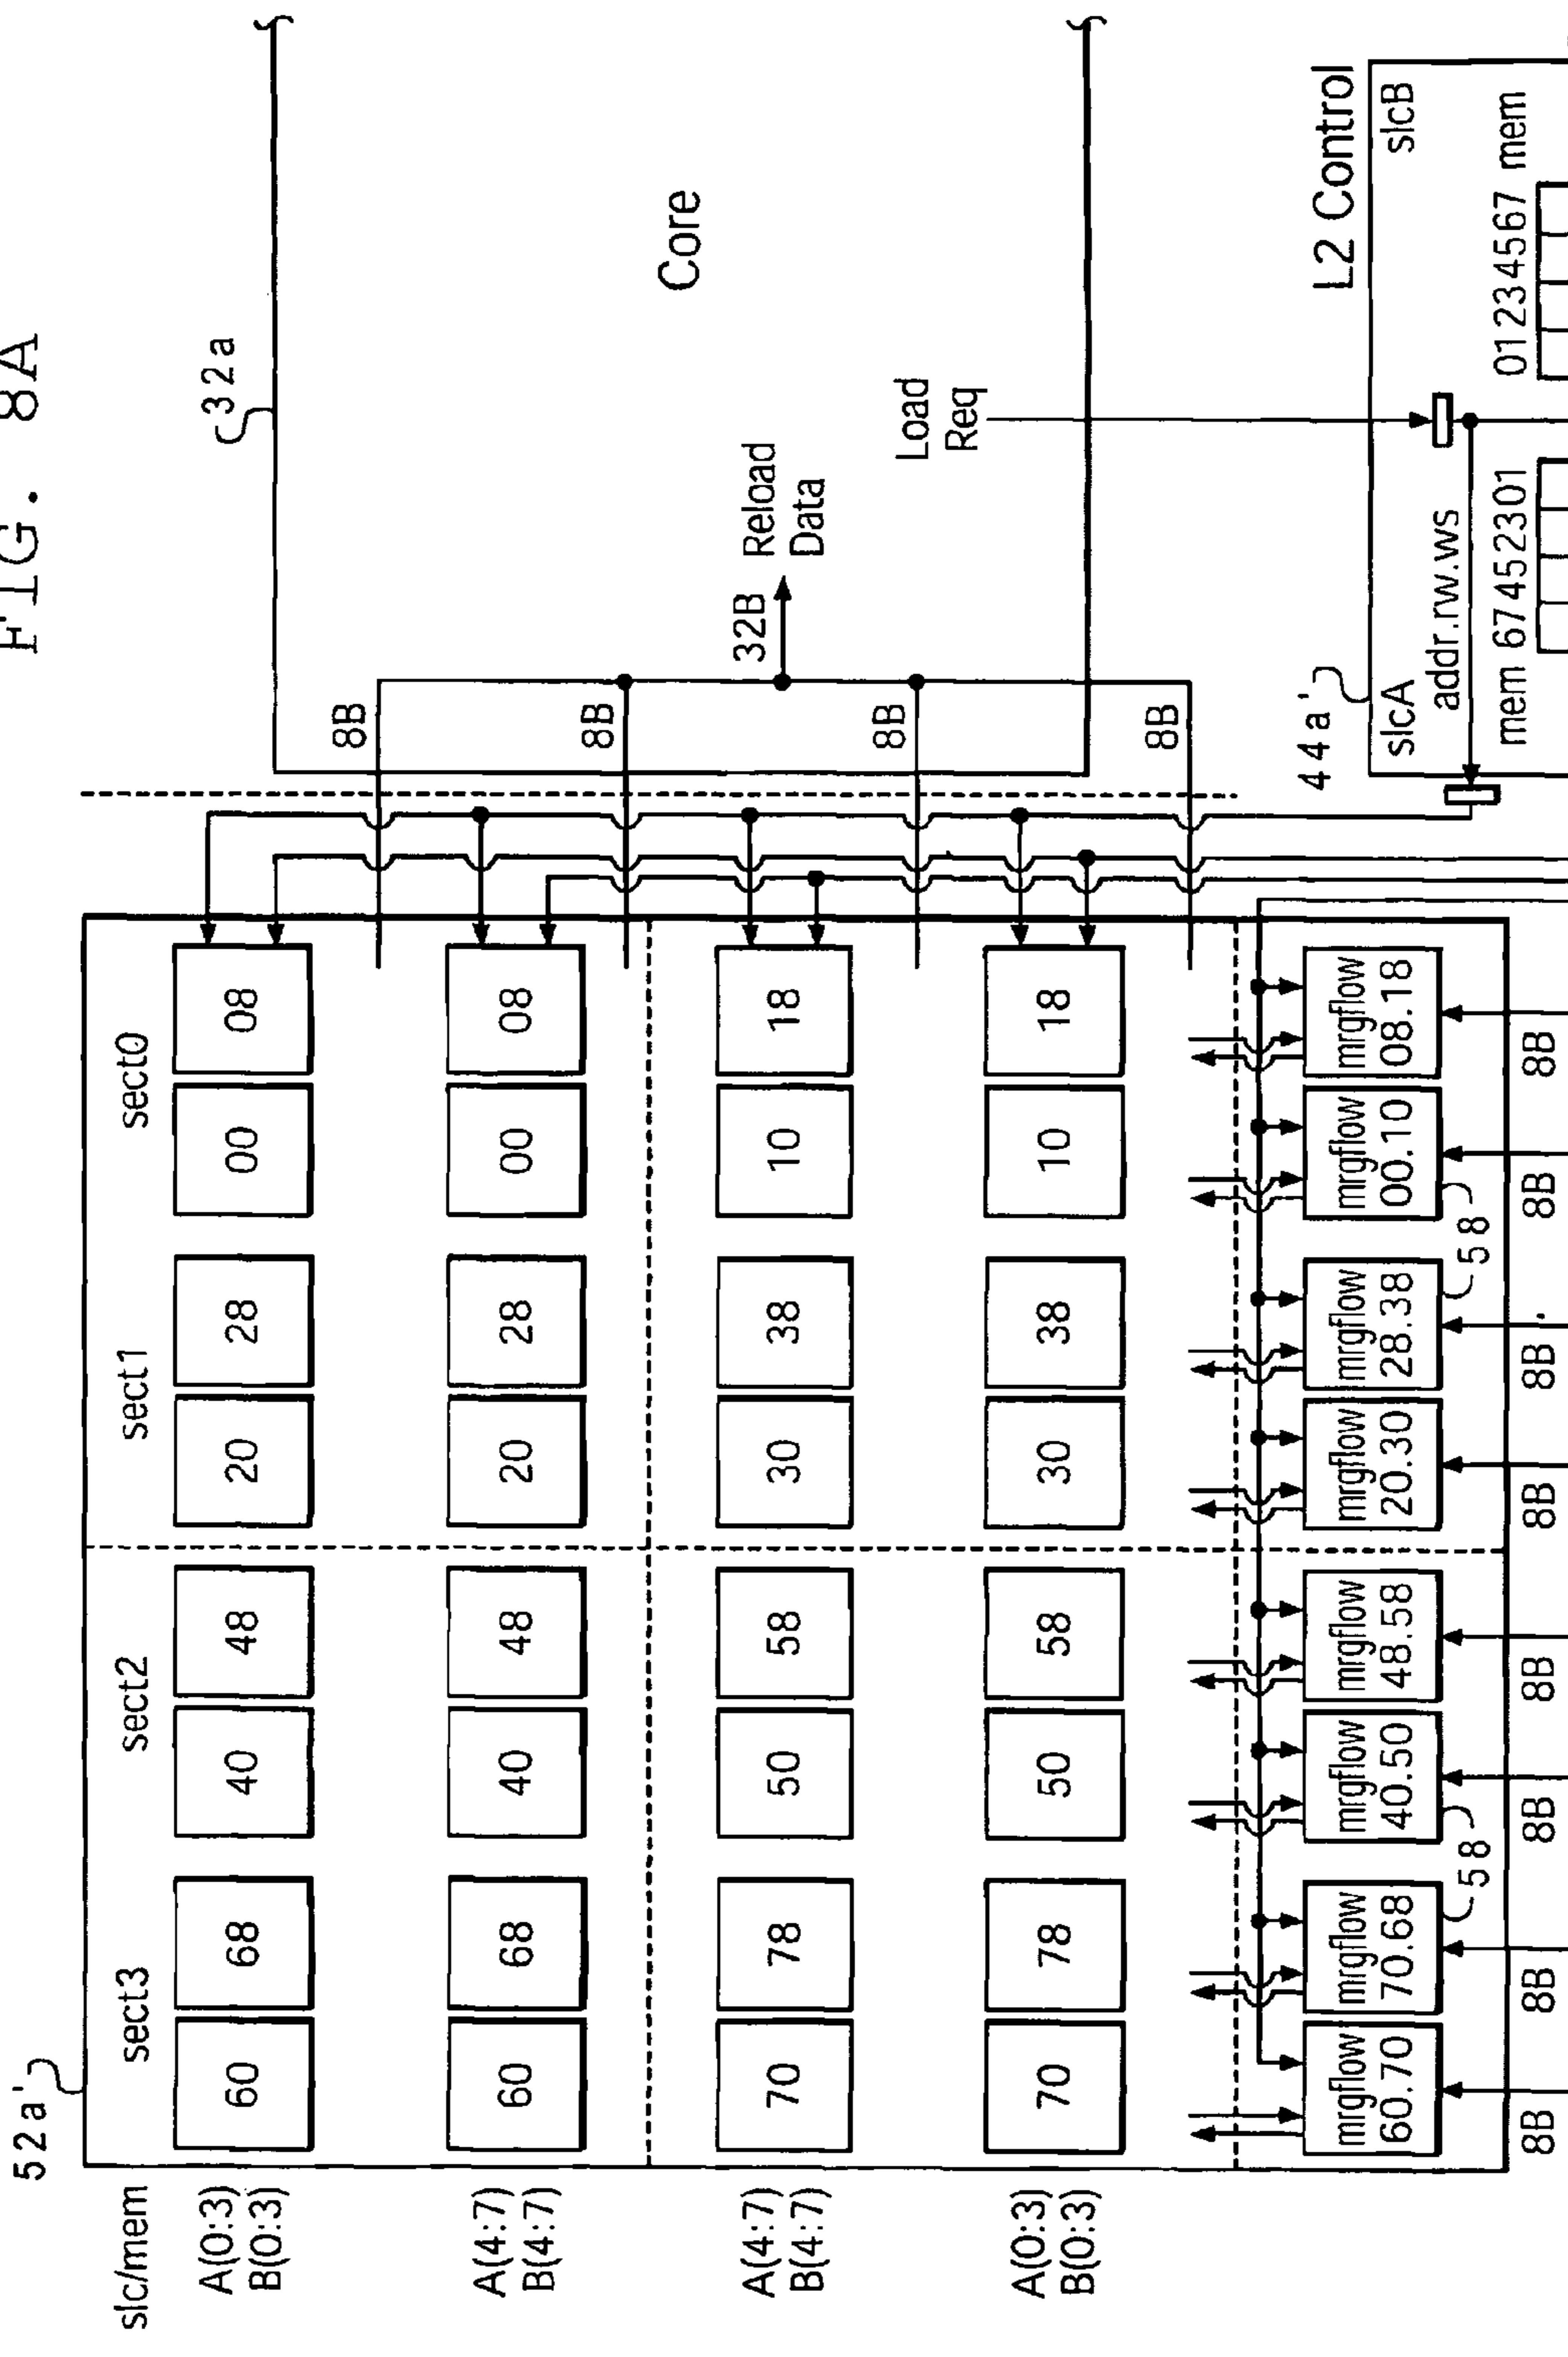 FIG. 8A
52a'
slc/mem sect3 sect2 sect1 sect0
32a
A(0:3)
B(0:3)
60 68 40 48 20 28 00 08
8B
A(4:7)
B(4:7)
60 68 40 48 20 28 00 08
8B
Core
A(4:7)
B(4:7)
70 78 50 58 30 38 10 18
32B
Reload
Data
8B
Load
Req
A(0:3)
B(0:3)
70 78 50 58 30 38 10 18
8B
44a'
L2 Control
mrgflow
60.70
mrgflow
70.68
mrgflow
40.50
mrgflow
48.58
mrgflow
20.30
mrgflow
28.38
mrgflow
00.10
mrgflow
08.18
slcA
slcB
addr.rw.ws
58
58
58
mem 67452301
01234567 mem
8B 8B 8B 8B 8B 8B 8B 8B